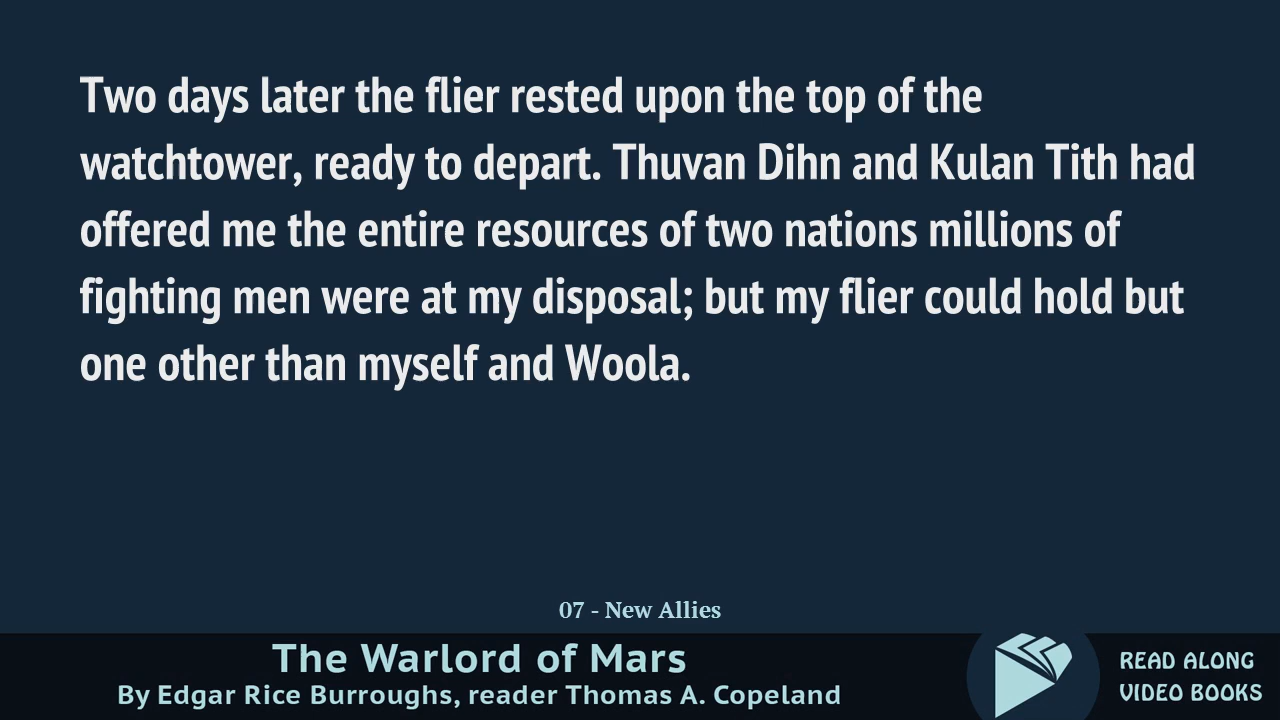 Two days later the flier rested upon the top of the
watchtower, ready to depart. Thuvan Dihn and Kulan Tith had
offered me the entire resources of two nations millions of
fighting men were at my disposal; but my flier could hold but
one other than myself and Woola.
07 - New Allies
The Warlord of Mars
By Edgar Rice Burroughs, reader Thomas A. Copeland
READ ALONG
VIDEO BOOKS